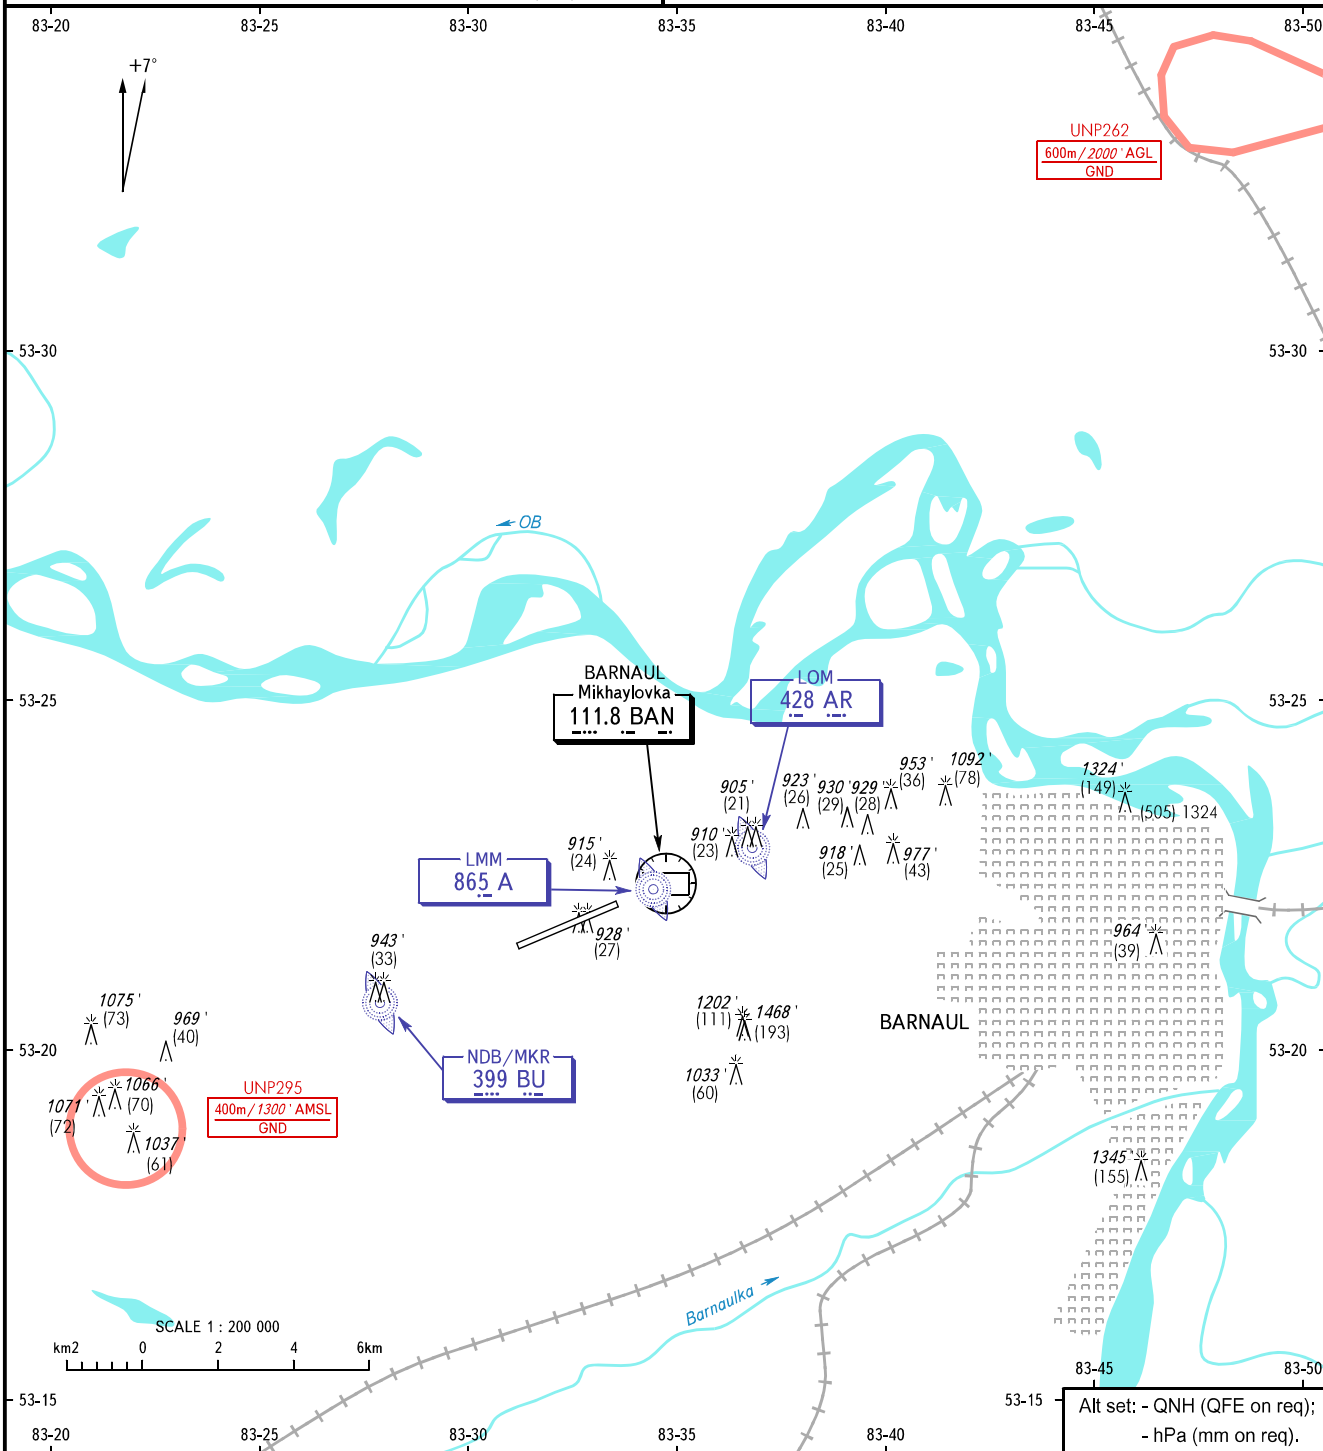 83-20 83-25 83-30 83-35 83-40 83-45 83-50
+7°
UNP262
600m/2000' AGL
GND
53-30 53-30
OB
BARNAUL
Mikhaylovka
111.8 BAN
LOM
428 AR
53-25 53-25
1324'
(149)
(505) 1324
953'
(36)
1092'
(78)
905'
(21)
923'
(26)
930'
(29)
929'
(28)
910'
(23)
915'
(24)
918'
(25)
977'
(43)
LMM
865 A
928'
(27)
943'
(33)
964'
(39)
1075'
(73)
969'
(40)
1202'
(111)
1468'
(193)
BARNAUL
53-20 53-20
NDB/MKR
399 BU
1033'
(60)
1066'
(70)
1071'
(72)
UNP295
400m/1300' AMSL
GND
1037'
(61)
1345'
(155)
Barnaulka
SCALE 1 : 200 000
km2 0 2 4 6km
83-45 83-50
53-15 53-15
Alt set: - QNH (QFE on req);
- hPa (mm on req).
83-20 83-25 83-30 83-35 83-40